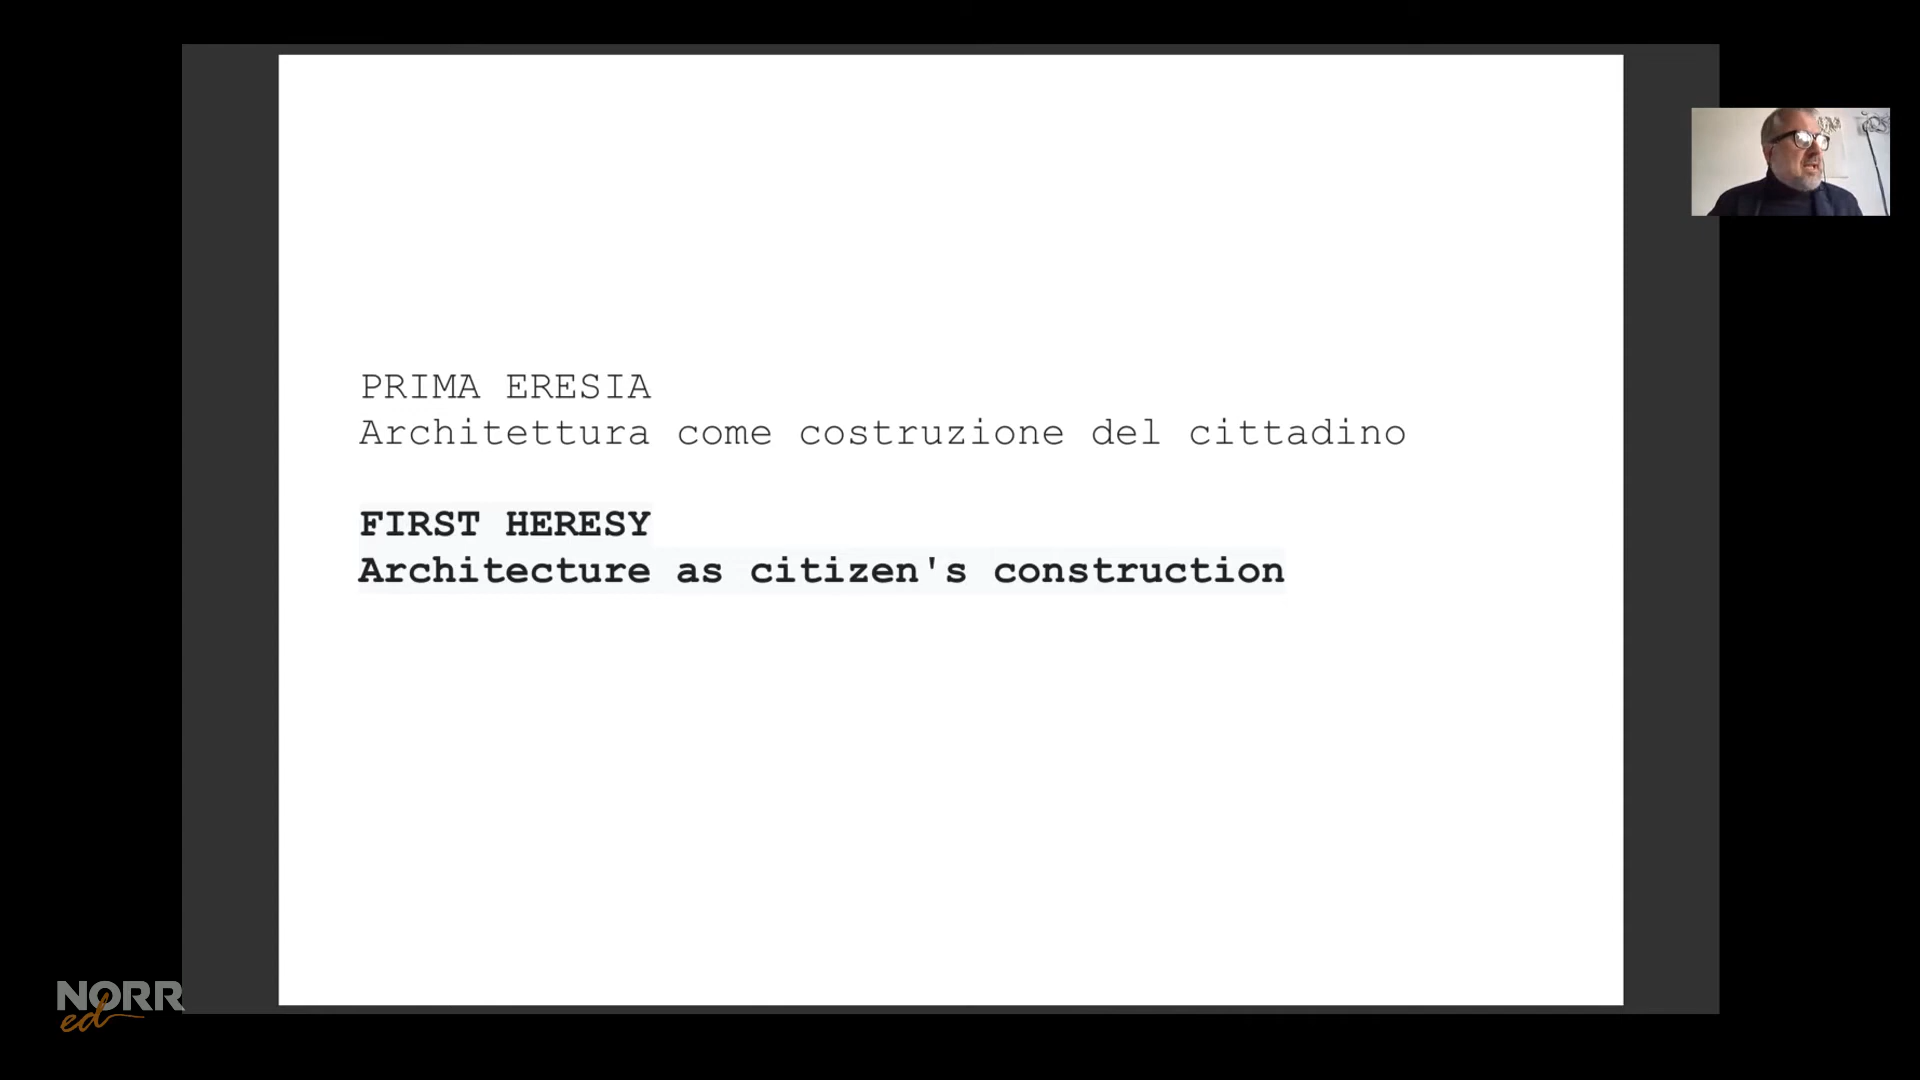 PRIMA ERESIA
Architettura come costruzione del cittadino
FIRST HERESY
Architecture as citizen's construction
NORR
ed